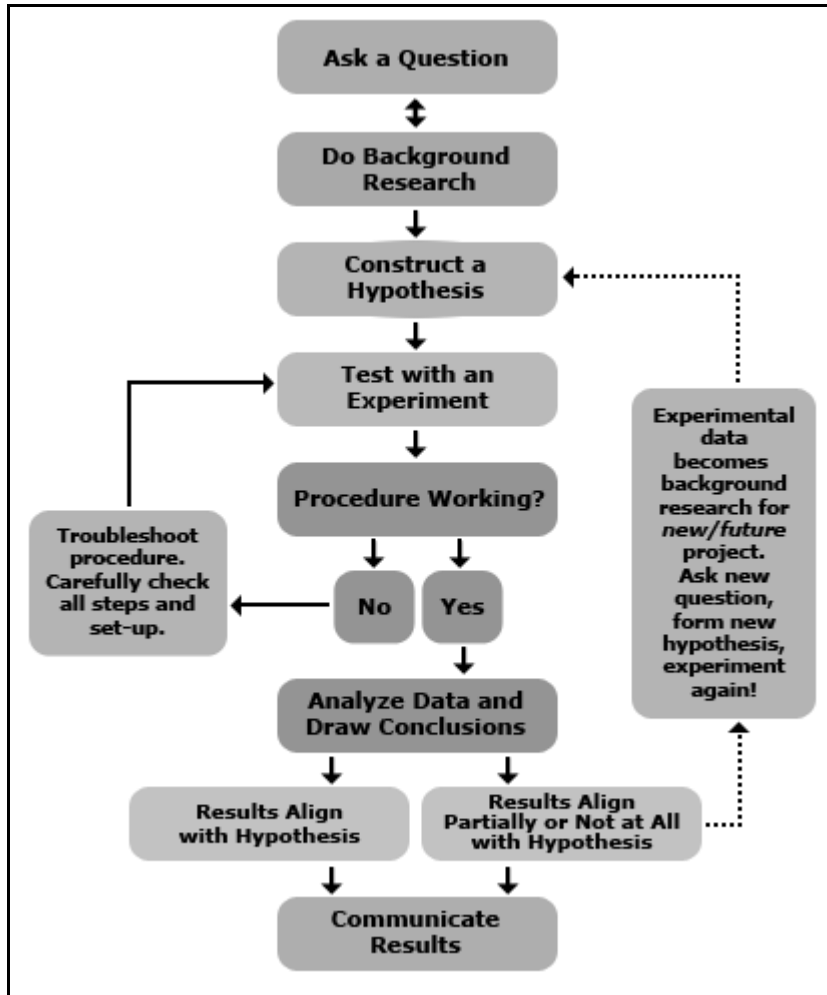 Ask a Question
Do Background
Research
Construct a
Hypothesis
Test with an
Experiment
Procedure Working?
No
Yes
Troubleshoot
procedure.
Carefully check
all steps and
set-up.
Experimental
data
becomes
background
research for
new/future
project.
Ask new
question,
form new
hypothesis,
experiment
again!
Analyze Data and
Draw Conclusions
Results Align
with Hypothesis
Results Align
Partially or Not at All
with Hypothesis
Communicate
Results